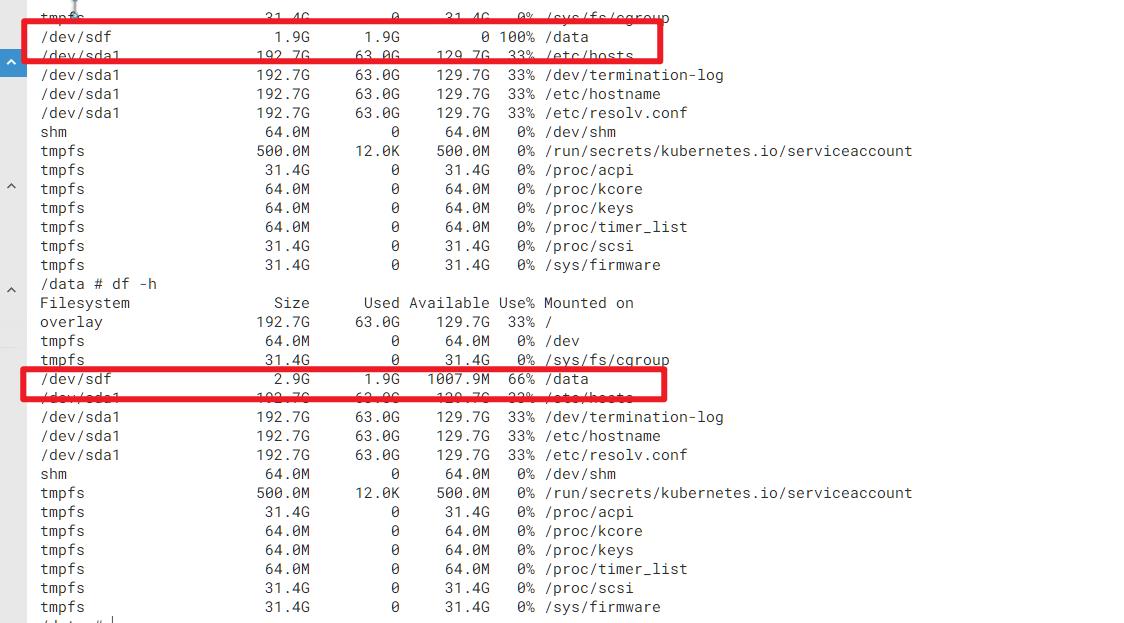 tmpfs 31.4G 0 31.4G 0% /sys/fs/cgroup
/dev/sdf 1.9G 1.9G 0 100% /data
/dev/sda1 192.7G 63.0G 129.7G 33% /etc/hosts
/dev/sda1 192.7G 63.0G 129.7G 33% /dev/termination-log
/dev/sda1 192.7G 63.0G 129.7G 33% /etc/hostname
/dev/sda1 192.7G 63.0G 129.7G 33% /etc/resolv.conf
shm 64.0M 0 64.0M 0% /dev/shm
tmpfs 500.0M 12.0K 500.0M 0% /run/secrets/kubernetes.io/serviceaccount
tmpfs 31.4G 0 31.4G 0% /proc/acpi
tmpfs 64.0M 0 64.0M 0% /proc/kcore
tmpfs 64.0M 0 64.0M 0% /proc/keys
tmpfs 64.0M 0 64.0M 0% /proc/timer_list
tmpfs 31.4G 0 31.4G 0% /proc/scsi
tmpfs 31.4G 0 31.4G 0% /sys/firmware
/data # df -h
Filesystem Size Used Available Use% Mounted on
overlay 192.7G 63.0G 129.7G 33% /
tmpfs 64.0M 0 64.0M 0% /dev
tmpfs 31.4G 0 31.4G 0% /sys/fs/cgroup
/dev/sdf 2.9G 1.9G 1007.9M 66% /data
/dev/sda1 192.7G 63.0G 129.7G 33% /etc/hosts
/dev/sda1 192.7G 63.0G 129.7G 33% /dev/termination-log
/dev/sda1 192.7G 63.0G 129.7G 33% /etc/hostname
/dev/sda1 192.7G 63.0G 129.7G 33% /etc/resolv.conf
shm 64.0M 0 64.0M 0% /dev/shm
tmpfs 500.0M 12.0K 500.0M 0% /run/secrets/kubernetes.io/serviceaccount
tmpfs 31.4G 0 31.4G 0% /proc/acpi
tmpfs 64.0M 0 64.0M 0% /proc/kcore
tmpfs 64.0M 0 64.0M 0% /proc/keys
tmpfs 64.0M 0 64.0M 0% /proc/timer_list
tmpfs 31.4G 0 31.4G 0% /proc/scsi
tmpfs 31.4G 0 31.4G 0% /sys/firmware
/data #